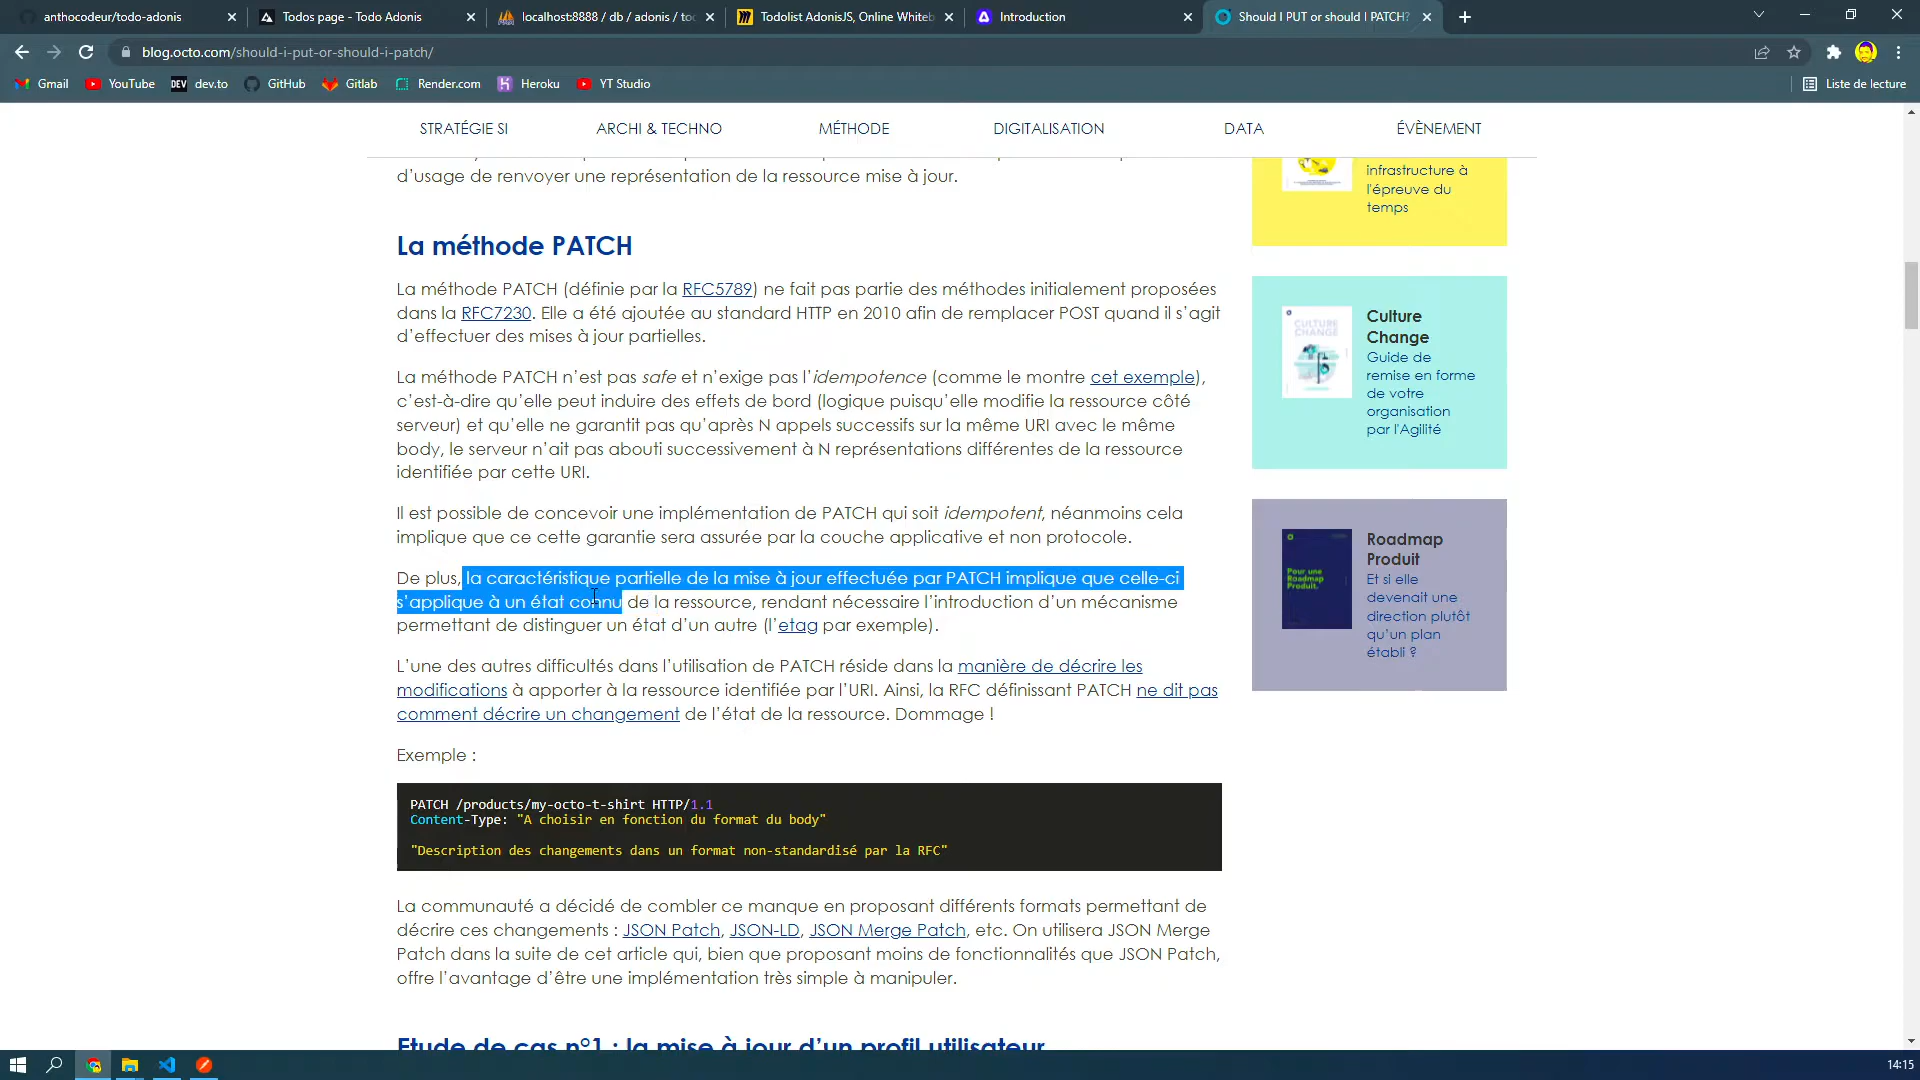 anthocodeur/todo-adonis
Todos page - Todo Adonis
localhost:8888 / db / adonis / to
Todolist AdonisJS, Online Whiteb
Introduction
Should I PUT or should I PATCH?
blog.octo.com/should-i-put-or-should-i-patch/
Gmail
YouTube
DEV dev.to
GitHub
Gitlab
Render.com
Heroku
YT Studio
Liste de lecture
STRATÉGIE SI
ARCHI & TECHNO
MÉTHODE
DIGITALISATION
DATA
ÉVÈNEMENT
d’usage de renvoyer une représentation de la ressource mise à jour.
La méthode PATCH
La méthode PATCH (définie par la RFC5789) ne fait pas partie des méthodes initialement proposées
dans la RFC7230. Elle a été ajoutée au standard HTTP en 2010 afin de remplacer POST quand il s’agit
d’effectuer des mises à jour partielles.
La méthode PATCH n’est pas safe et n’exige pas l’idempotence (comme le montre cet exemple),
c’est-à-dire qu’elle peut induire des effets de bord (logique puisqu’elle modifie la ressource côté
serveur) et qu’elle ne garantit pas qu’après N appels successifs sur la même URI avec le même
body, le serveur n’ait pas abouti successivement à N représentations différentes de la ressource
identifiée par cette URI.
Il est possible de concevoir une implémentation de PATCH qui soit idempotent, néanmoins cela
implique que ce cette garantie sera assurée par la couche applicative et non protocole.
De plus, la caractéristique partielle de la mise à jour effectuée par PATCH implique que celle-ci
s’applique à un état connu de la ressource, rendant nécessaire l’introduction d’un mécanisme
permettant de distinguer un état d’un autre (l’etag par exemple).
L’une des autres difficultés dans l’utilisation de PATCH réside dans la manière de décrire les
modifications à apporter à la ressource identifiée par l’URI. Ainsi, la RFC définissant PATCH ne dit pas
comment décrire un changement de l’état de la ressource. Dommage !
Exemple :
PATCH /products/my-octo-t-shirt HTTP/1.1
Content-Type: "A choisir en fonction du format du body"
"Description des changements dans un format non-standardisé par la RFC"
La communauté a décidé de combler ce manque en proposant différents formats permettant de
décrire ces changements : JSON Patch, JSON-LD, JSON Merge Patch, etc. On utilisera JSON Merge
Patch dans la suite de cet article qui, bien que proposant moins de fonctionnalités que JSON Patch,
offre l’avantage d’être une implémentation très simple à manipuler.
Etude de cas n°1 : la mise à jour d’un profil utilisateur
infrastructure à
l'épreuve du
temps
CULTURE
CHANGE
Culture
Change
Guide de
remise en forme
de votre
organisation
par l'Agilité
Pour une
Roadmap
Produit.
Roadmap
Produit
Et si elle
devenait une
direction plutôt
qu’un plan
établi ?
14:15